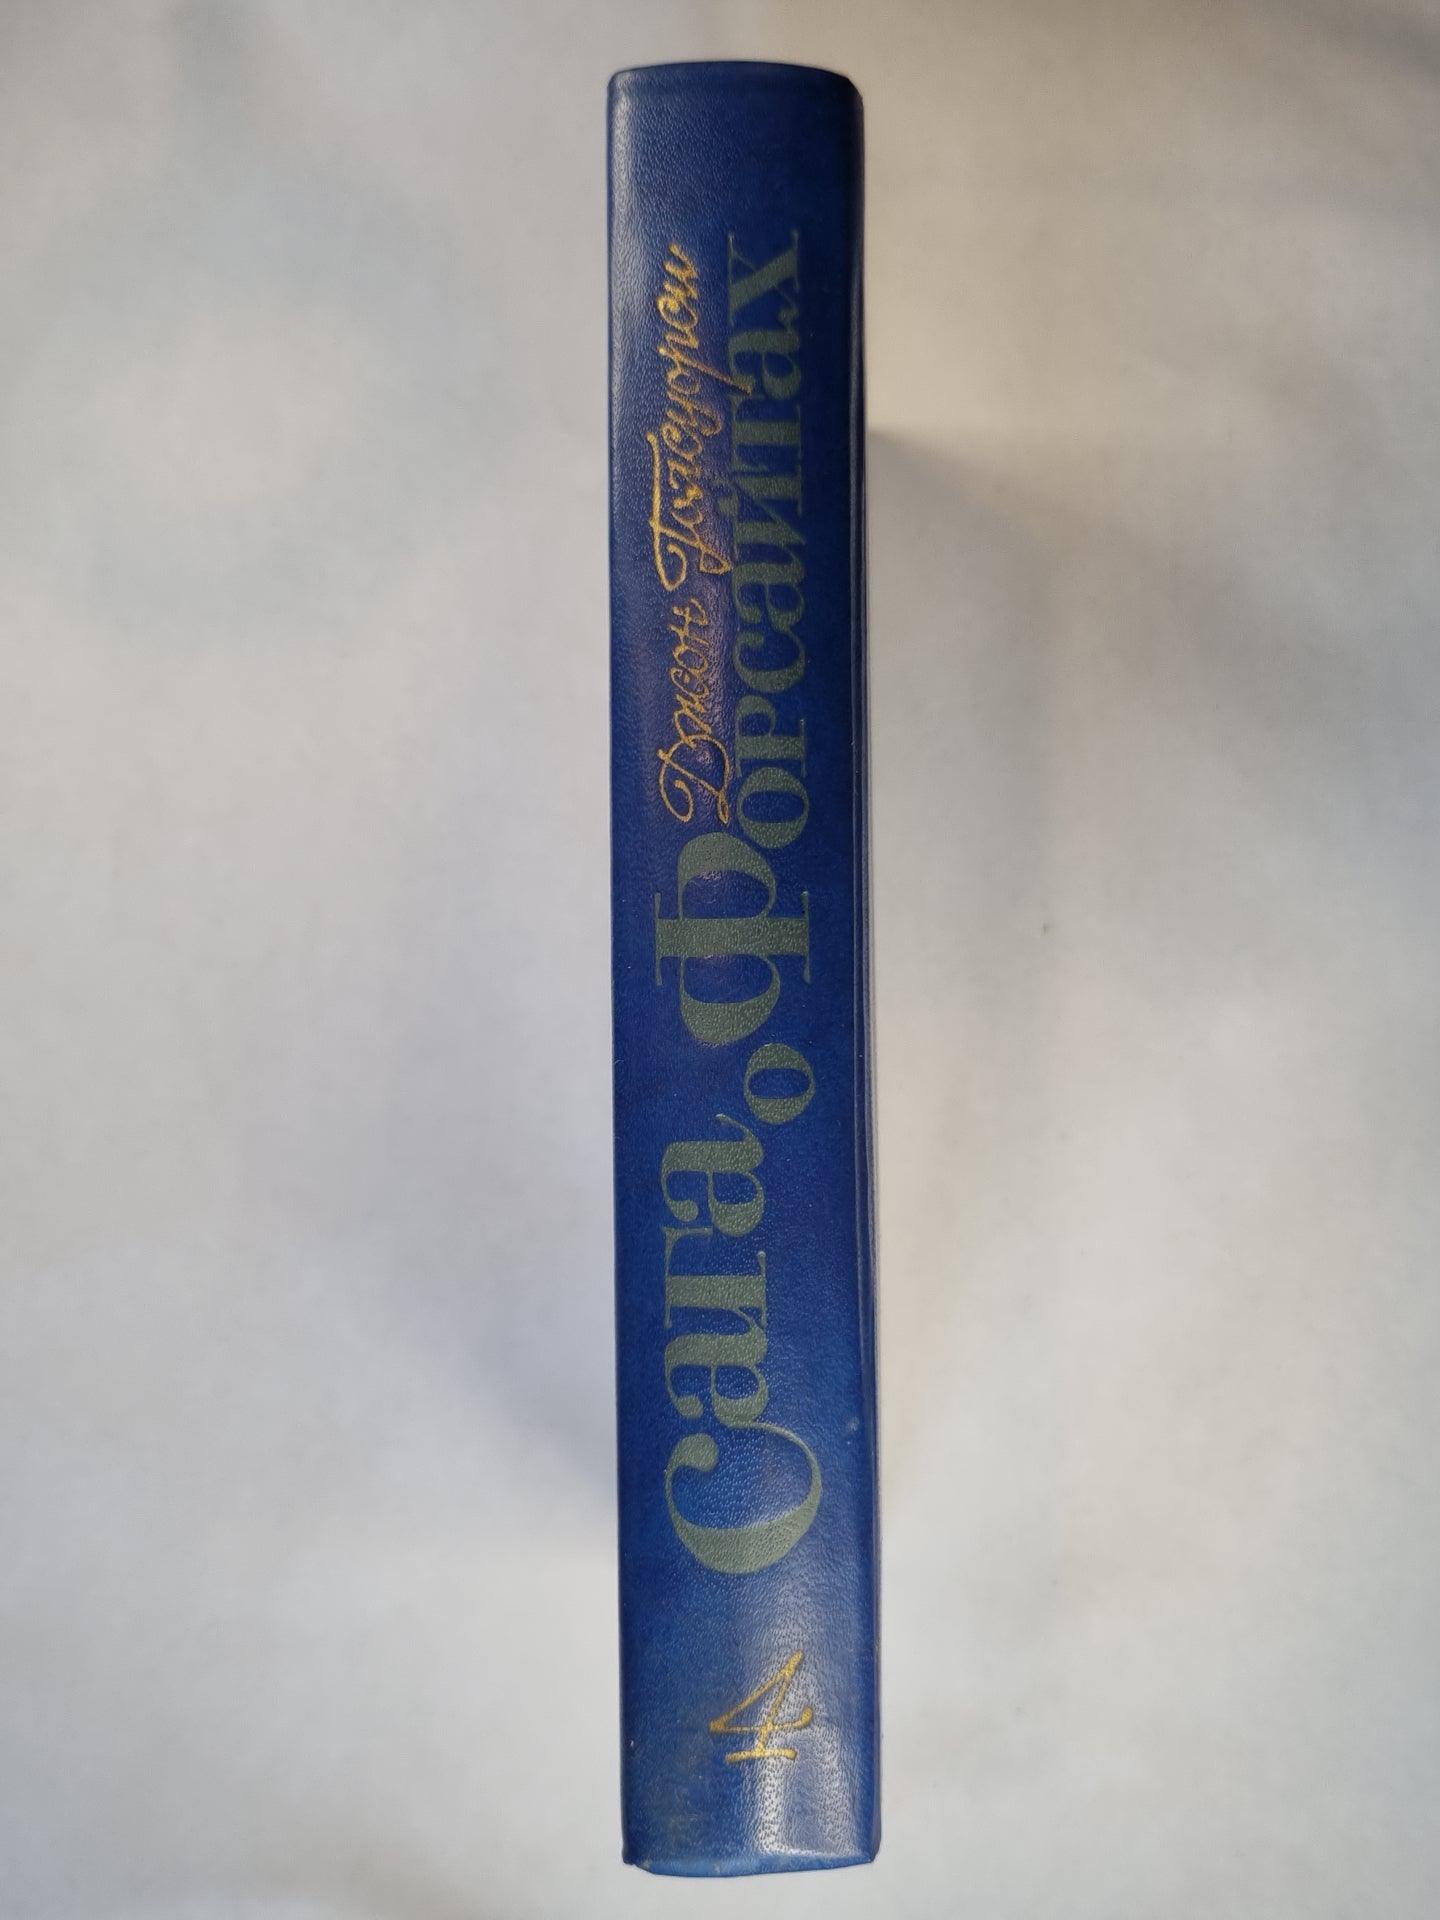 Джон Голсуорси
Сага о Форсайтах
4